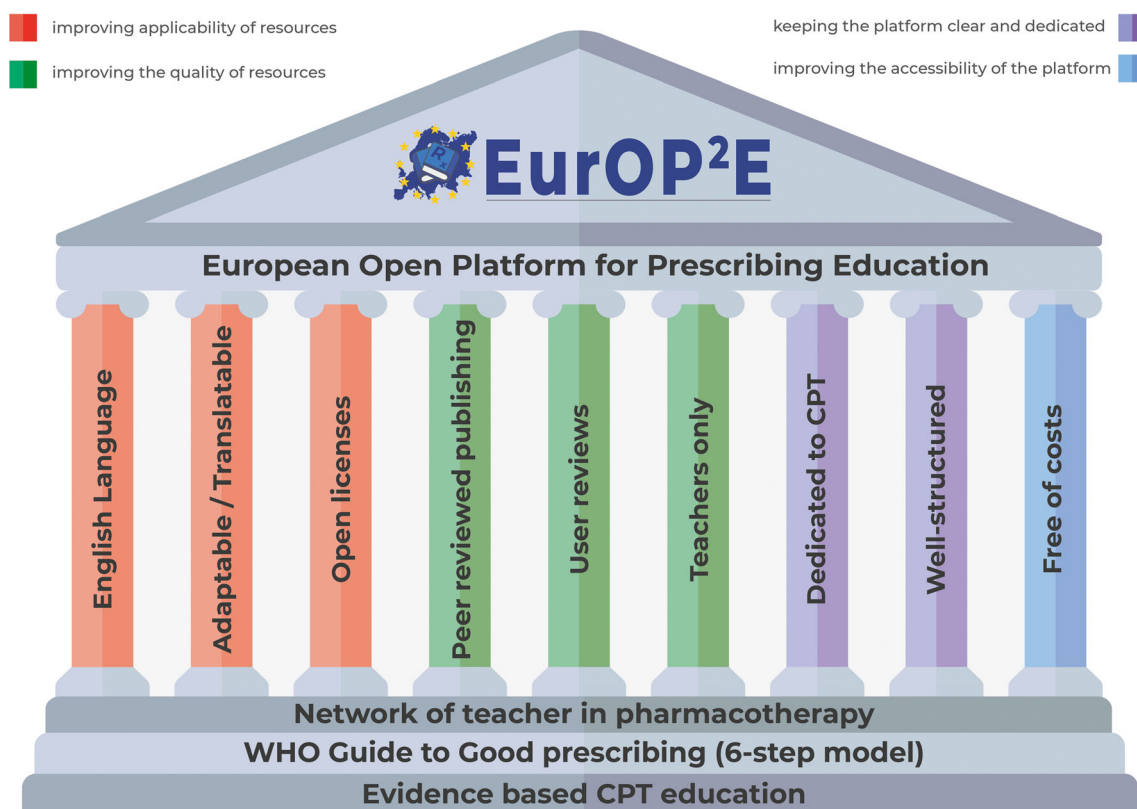 improving applicability of resources
improving the quality of resources
keeping the platform clear and dedicated
improving the accessibility of the platform
Rx
EurOP²E
European Open Platform for Prescribing Education
English Language
Adaptable / Translatable
Open licenses
Peer reviewed publishing
User reviews
Teachers only
Dedicated to CPT
Well-structured
Free of costs
Network of teacher in pharmacotherapy
WHO Guide to Good prescribing (6-step model)
Evidence based CPT education